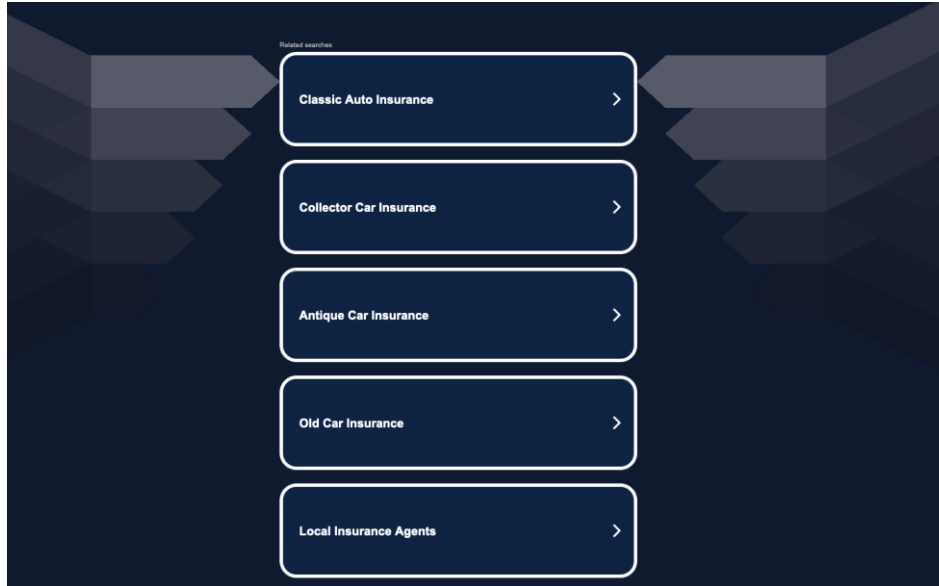 Related searches
Classic Auto Insurance
Collector Car Insurance
Antique Car Insurance
Old Car Insurance
Local Insurance Agents